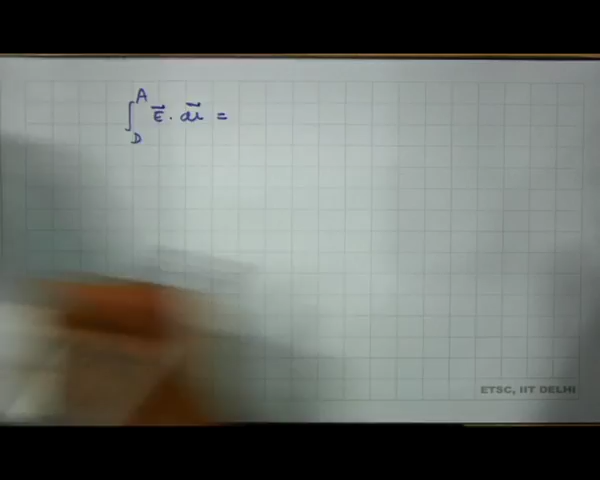 ∫_D^A E⃗ · dl⃗ =
ETSC, IIT DELHI